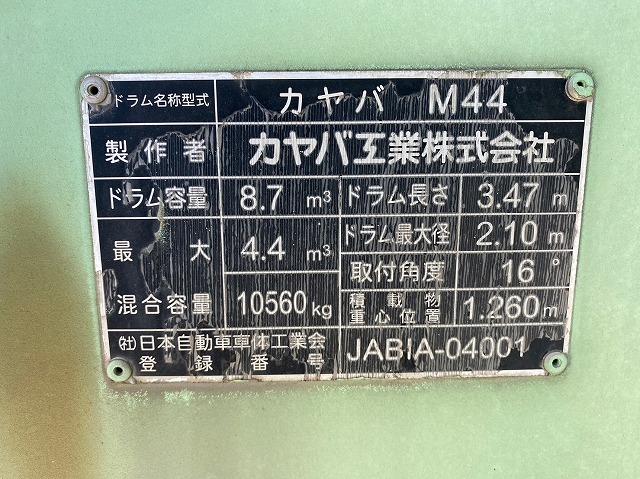 ドラム名称型式 カヤバ M44
製作者 カヤバ工業株式会社
ドラム容量 8.7 m³ ドラム長さ 3.47 m
最大 4.4 m³ ドラム最大径 2.10 m
取付角度 16°
混合容量 10560 kg 積載物重心位置 1.260 m
(社)日本自動車車体工業会
登録番号 JABIA-04001